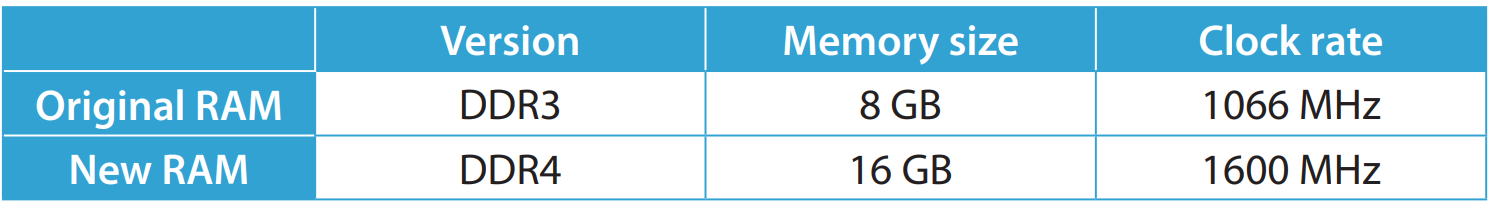 Version Memory size Clock rate
Original RAM DDR3 8 GB 1066 MHz
New RAM DDR4 16 GB 1600 MHz